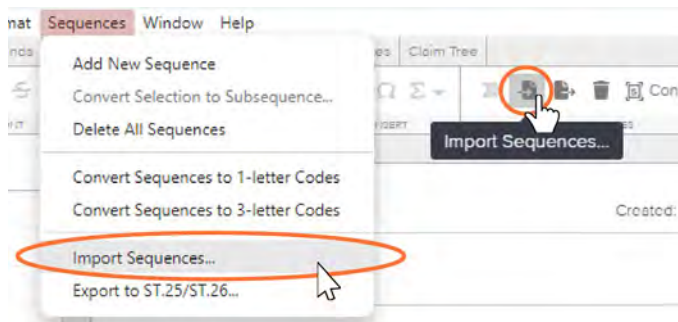 mat Sequences Window Help
Claim Tree
Add New Sequence
Convert Selection to Subsequence...
Delete All Sequences
Convert Sequences to 1-letter Codes
Convert Sequences to 3-letter Codes
Import Sequences...
Export to ST.25/ST.26...
Con
Import Sequences...
Created: